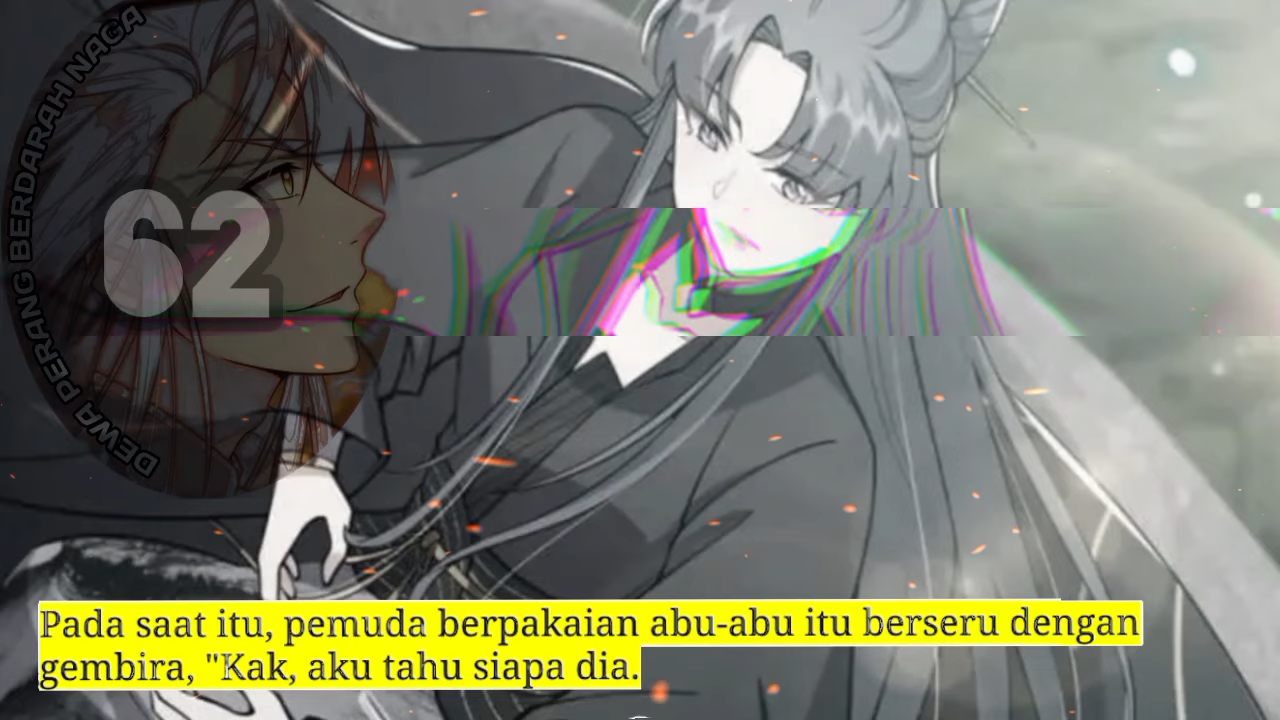 DEWA PERANG BERDARAH NAGA
62
Pada saat itu, pemuda berpakaian abu-abu itu berseru dengan
gembira, "Kak, aku tahu siapa dia.